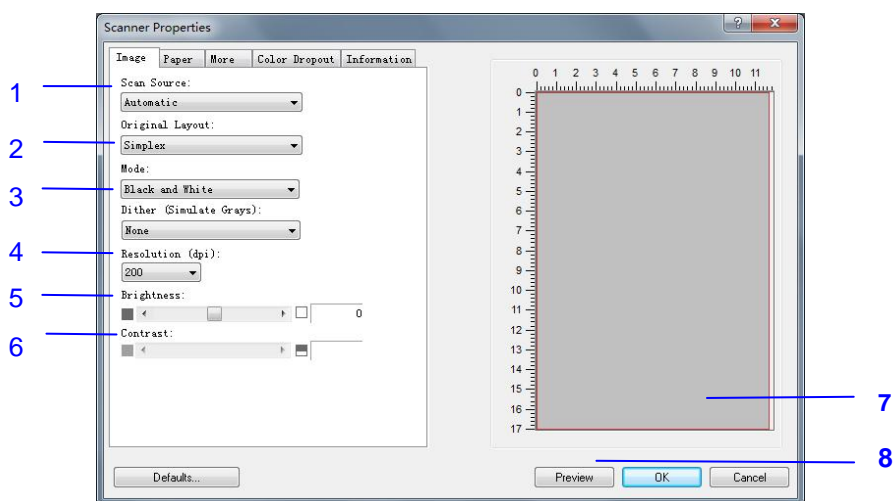 Scanner Properties
Image Paper More Color Dropout Information
1 Scan Source:
Automatic
Original Layout:
2 Simplex
Mode:
3 Black and White
Dither (Simulate Grays):
None
4 Resolution (dpi):
200
5 Brightness:
0
6 Contrast:
0 1 2 3 4 5 6 7 8 9 10 11
0
1
2
3
4
5
6
7
8
9
10
11
12
13
14
15
16
17
7
8
Defaults... Preview OK Cancel